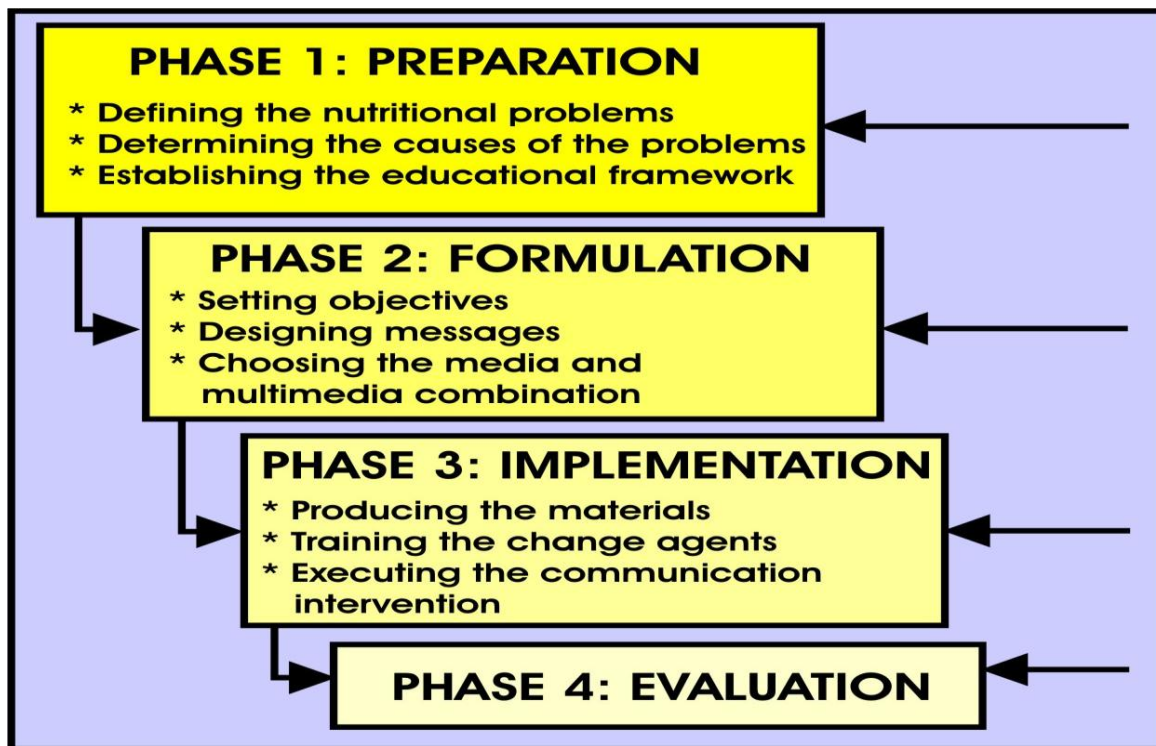 PHASE 1: PREPARATION
* Defining the nutritional problems
* Determining the causes of the problems
* Establishing the educational framework
PHASE 2: FORMULATION
* Setting objectives
* Designing messages
* Choosing the media and
multimedia combination
PHASE 3: IMPLEMENTATION
* Producing the materials
* Training the change agents
* Executing the communication
intervention
PHASE 4: EVALUATION